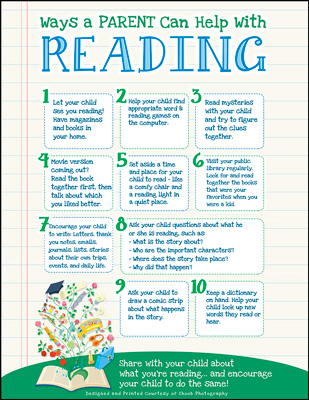 Ways a PARENT Can Help With
READING
1
Let your child
see you reading!
Have magazines
and books in
your home.
2
Help your child find
appropriate word &
reading games on
the computer.
3
Read mysteries
with your child
and try to figure
out the clues
together.
4
Movie version
coming out?
Read the book
together first, then
talk about which
you liked better.
5
Set aside a time
and place for your
child to read - like
a comfy chair and
a reading light in
a quiet place.
6
Visit your public
library regularly.
Look for and read
together the books
that were your
favorites when you
were a kid.
7
Encourage your child to
write: Letters, thank
you notes, emails,
journals, lists, stories
about their own trips,
events, and daily life.
8
Ask your child questions about what he
or she is reading, such as:
- What is the story about?
- Who are the important characters?
- Where does the story take place?
- Why did that happen?
9
Ask your child to
draw a comic strip
about what happens
in the story.
10
Keep a dictionary
on hand. Help your
child look up new
words they read or
hear.
Share with your child about
what you're reading... and encourage
your child to do the same!
Designed and Printed Courtesy of Shoob Photography